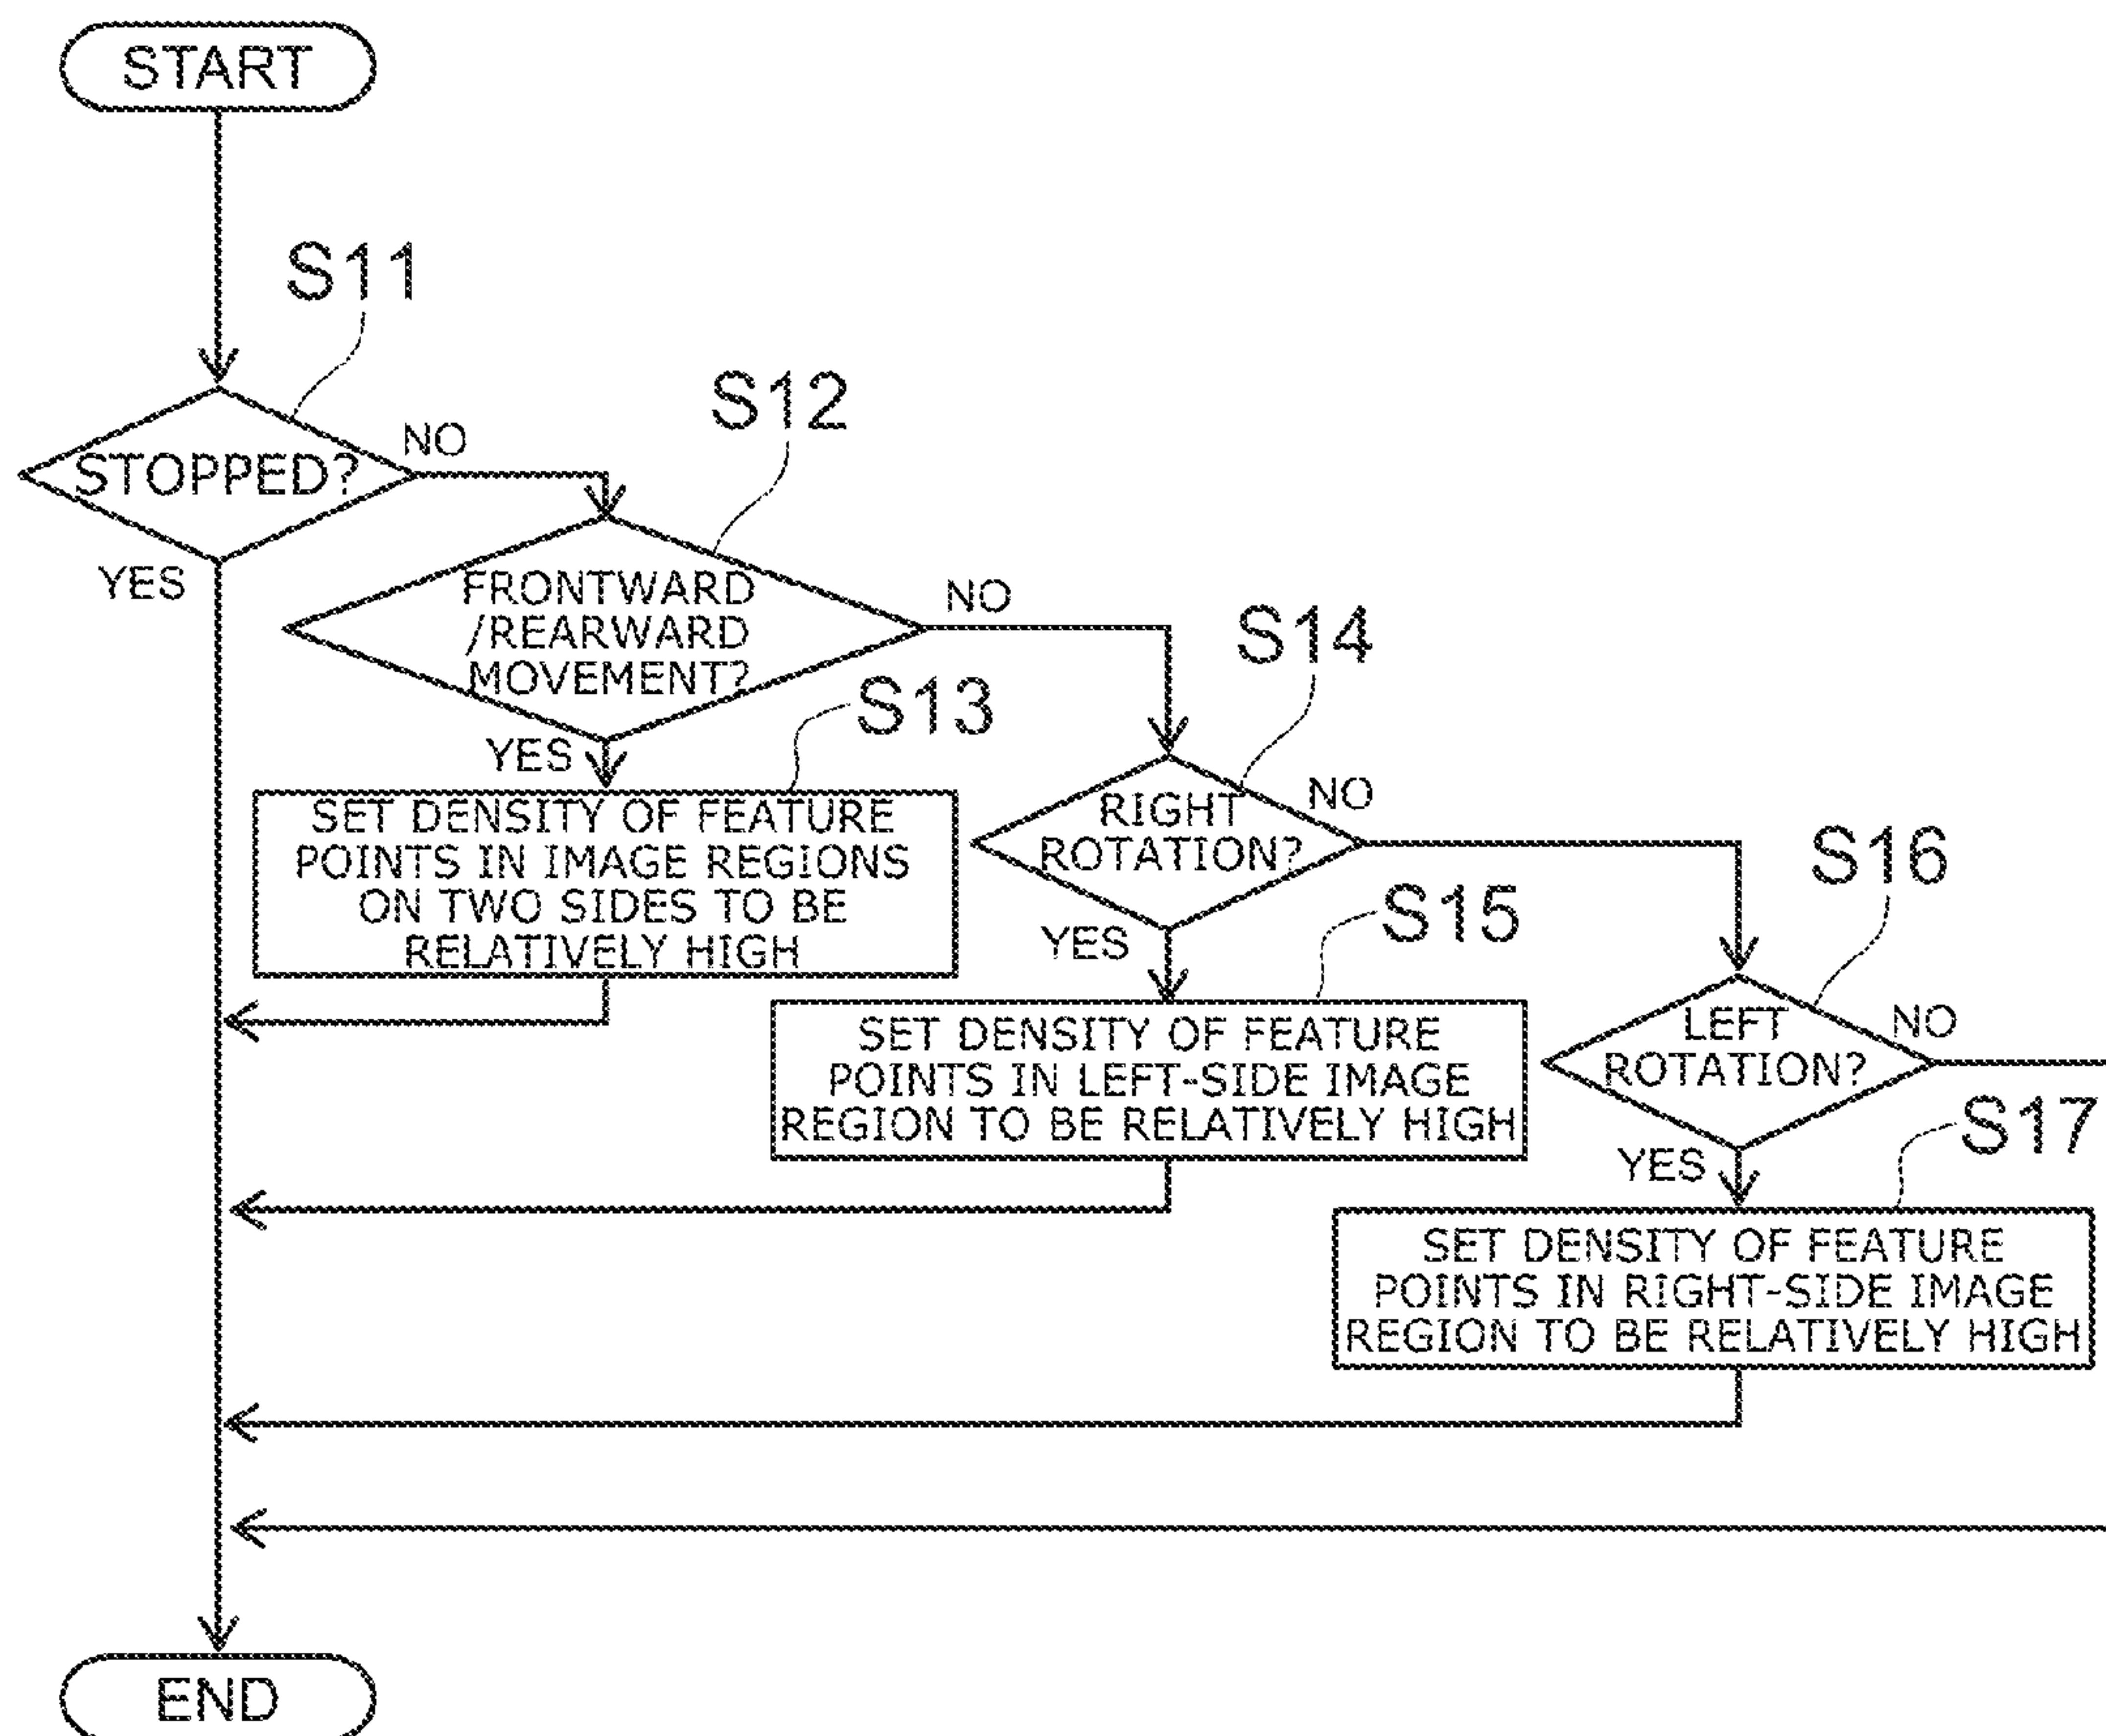 START
S11
STOPPED?
NO
YES
S12
FRONTWARD
/REARWARD
MOVEMENT?
NO
YES
S13
SET DENSITY OF FEATURE
POINTS IN IMAGE REGIONS
ON TWO SIDES TO BE
RELATIVELY HIGH
S14
RIGHT
ROTATION?
NO
YES
S15
SET DENSITY OF FEATURE
POINTS IN LEFT-SIDE IMAGE
REGION TO BE RELATIVELY HIGH
S16
LEFT
ROTATION?
NO
YES
S17
SET DENSITY OF FEATURE
POINTS IN RIGHT-SIDE IMAGE
REGION TO BE RELATIVELY HIGH
END